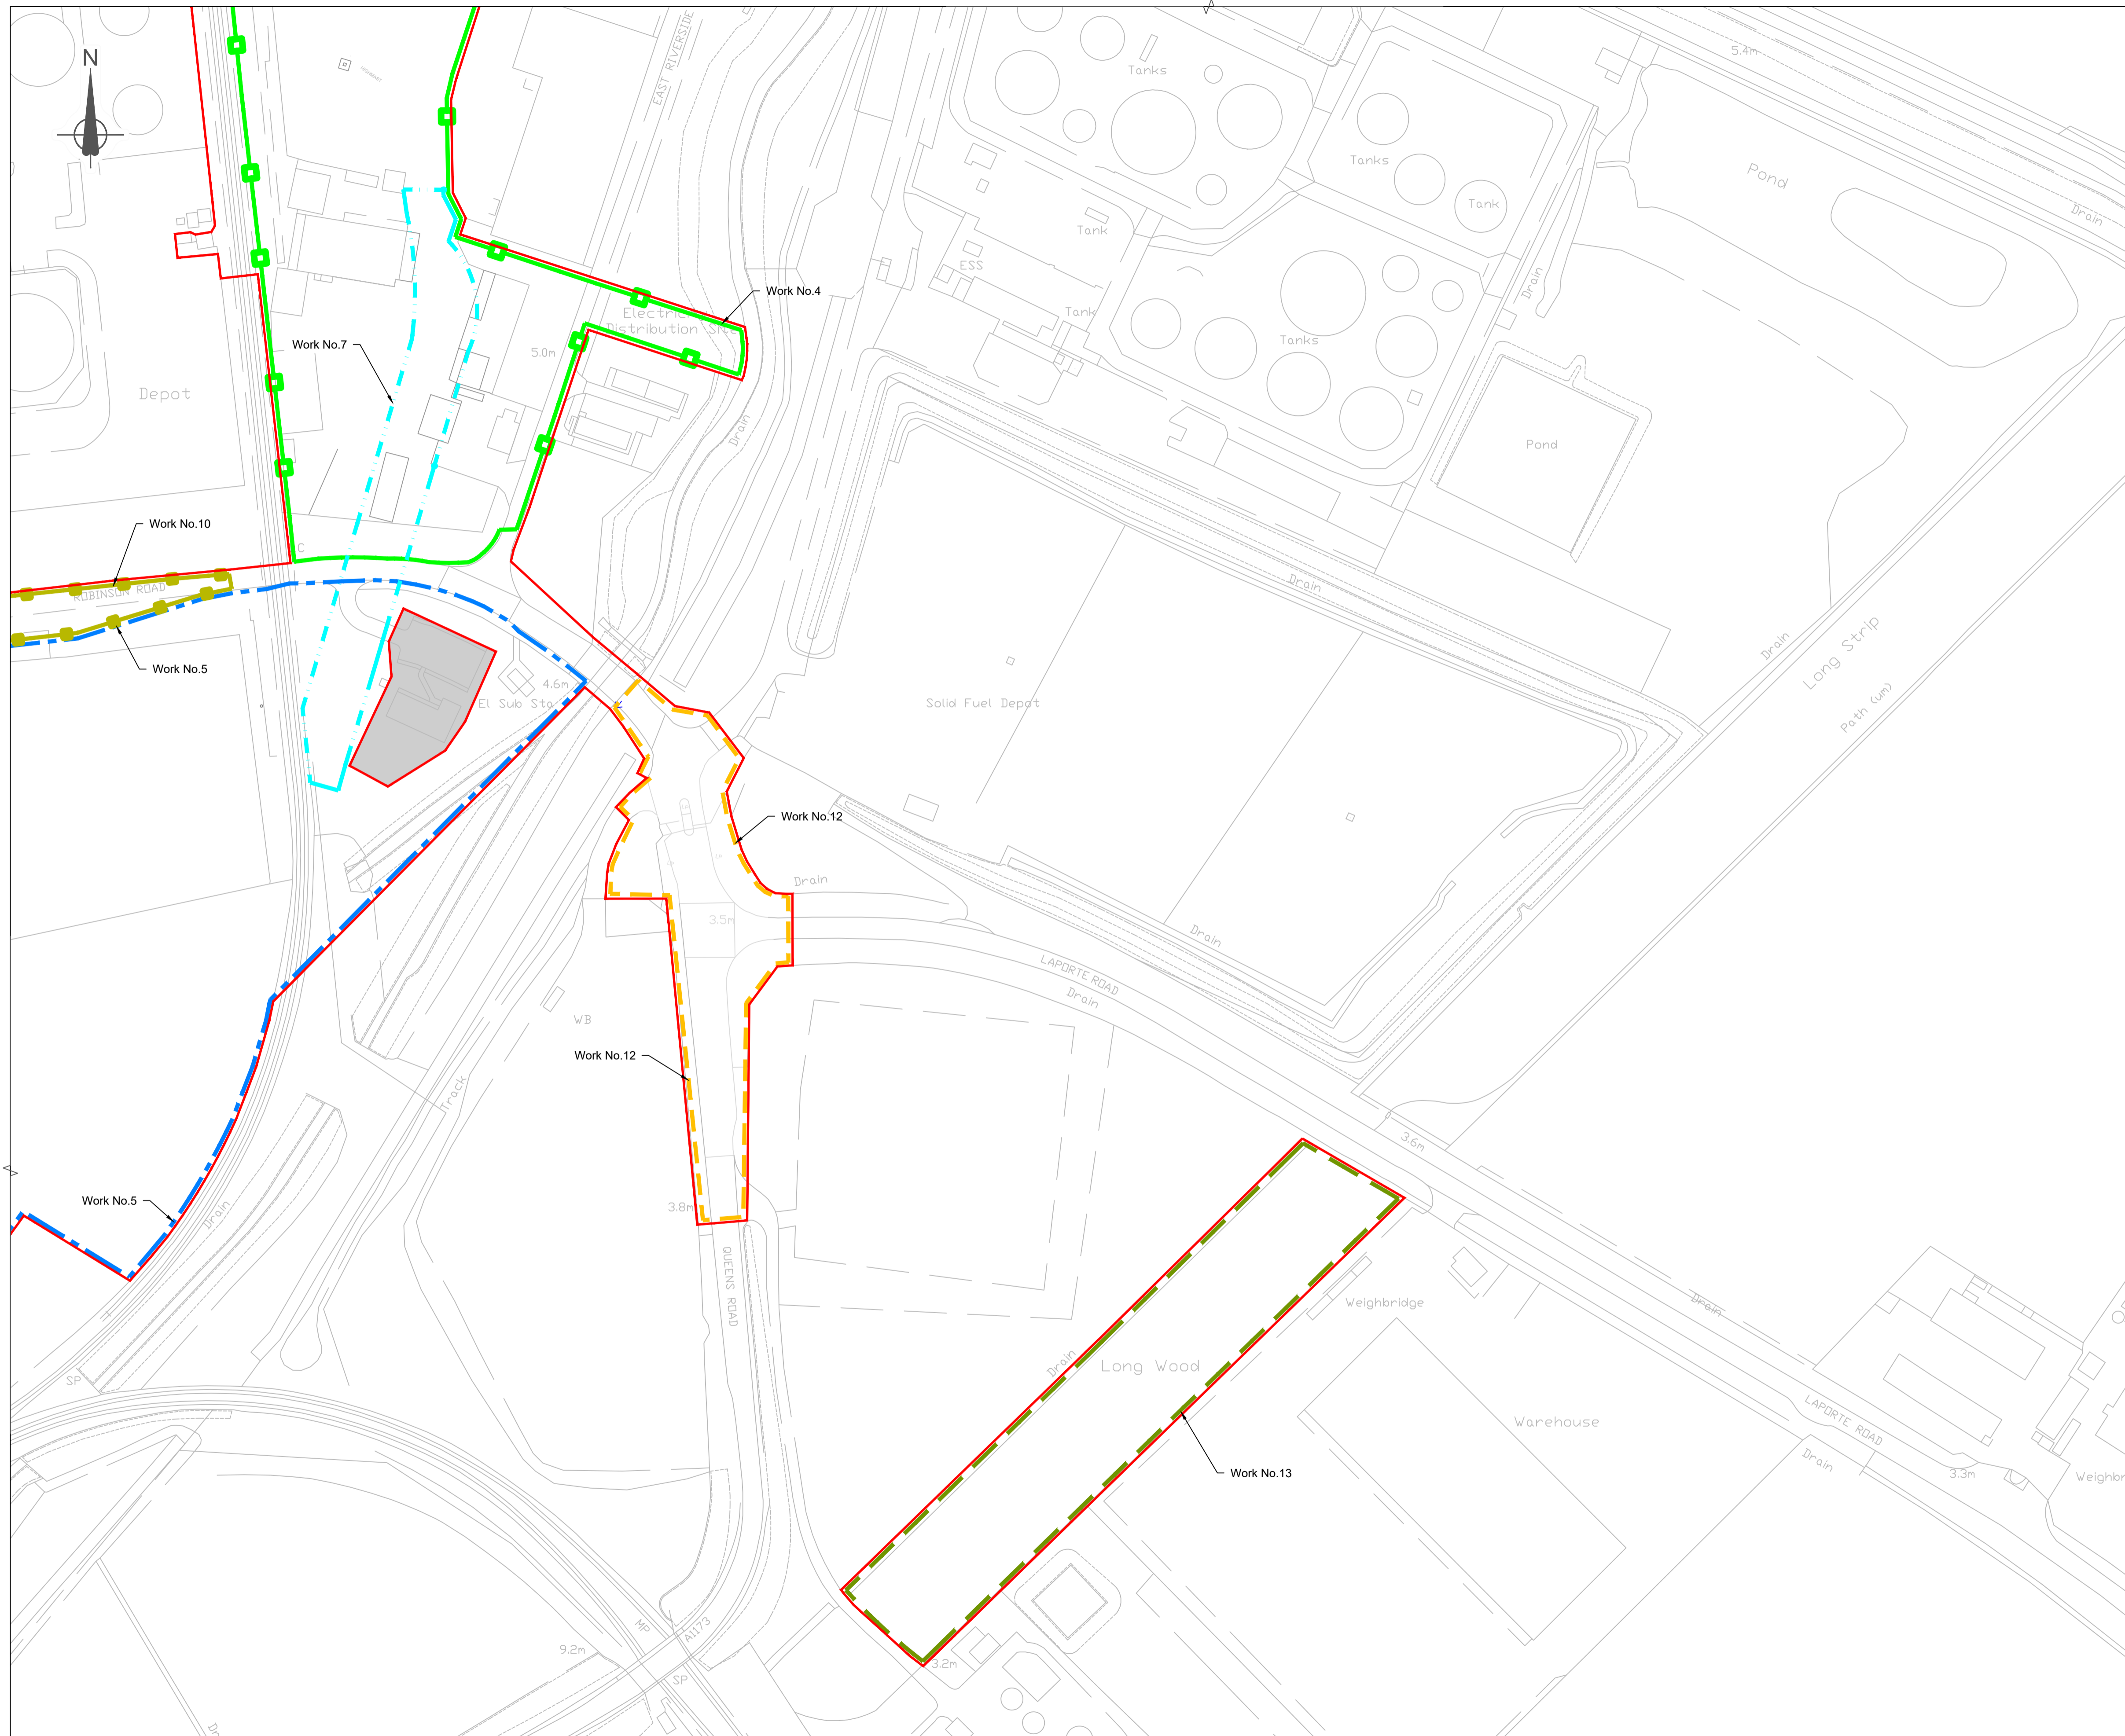 N
EAST RIVERSIDE
Tanks
5.4m
Tanks
Pond
Tank
Drain
Tank
ESS
Drain
Work No.4
Tank
Electric
Distribution Site
Tanks
Work No.7
5.0m
Depot
Drain
Pond
Work No.10
C
ROBINSON ROAD
Drain
Work No.5
Drain
Long Strip
Path (um)
4.6m
El Sub Sta
Solid Fuel Depot
Work No.12
Drain
3.5m
Drain
LAPORTE ROAD
Drain
WB
Work No.12
Track
3.6m
Work No.5
Drain
3.8m
QUEENS ROAD
Weighbridge
Drain
Drain
Long Wood
SP
LAPORTE ROAD
Warehouse
Drain
Work No.13
3.3m
Weighbr
MP
A1173
9.2m
3.2m
SP
Dr